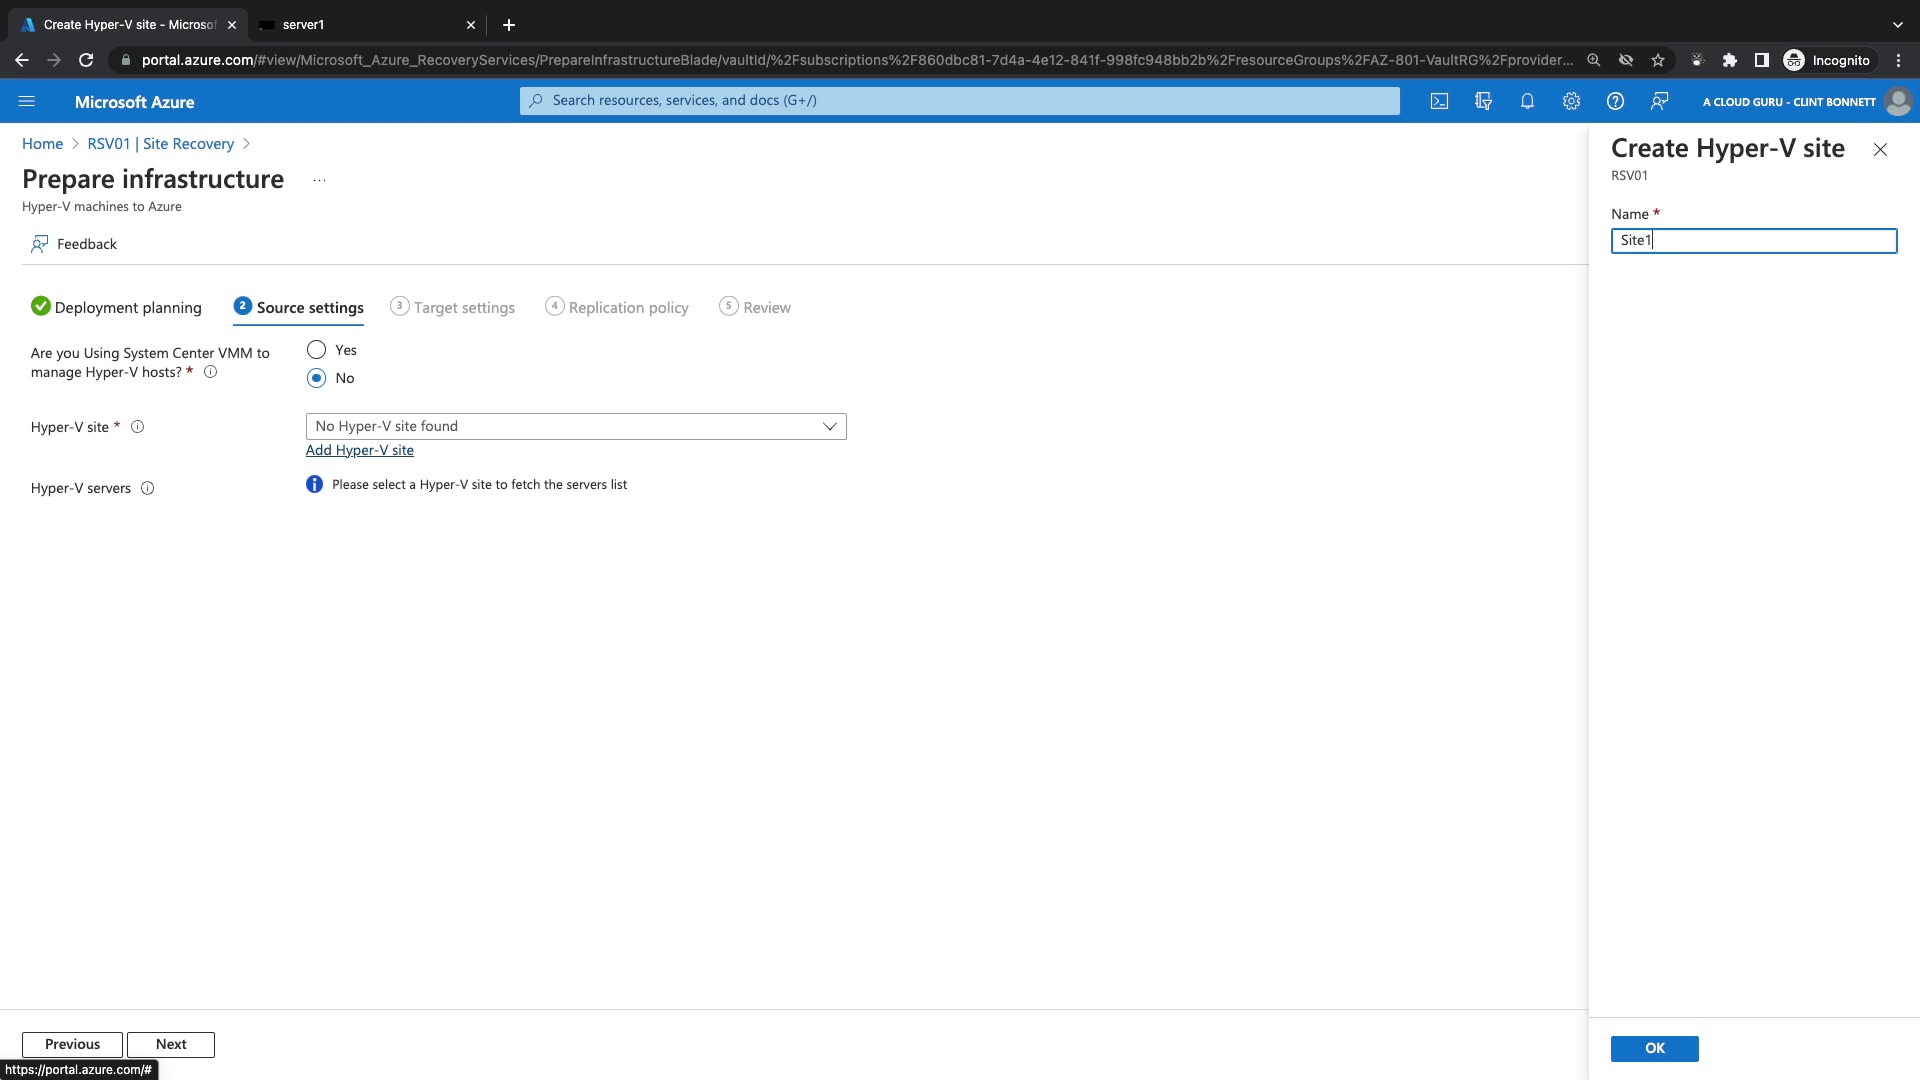 Create Hyper-V site - Microsof
server1
portal.azure.com/#view/Microsoft_Azure_RecoveryServices/PrepareInfrastructureBlade/vaultId/%2Fsubscriptions%2F860dbc81-7d4a-4e12-841f-998fc948bb2b%2FresourceGroups%2FAZ-801-VaultRG%2Fprovider...
Incognito
Microsoft Azure
Search resources, services, and docs (G+/)
A CLOUD GURU - CLINT BONNETT
Home > RSV01 | Site Recovery >
Prepare infrastructure ...
Hyper-V machines to Azure
Feedback
Deployment planning
2 Source settings
3 Target settings
4 Replication policy
5 Review
Are you Using System Center VMM to
manage Hyper-V hosts? *
Yes
No
Hyper-V site *
No Hyper-V site found
Add Hyper-V site
Hyper-V servers
Please select a Hyper-V site to fetch the servers list
Previous
Next
https://portal.azure.com/#
Create Hyper-V site
RSV01
Name *
Site1
OK